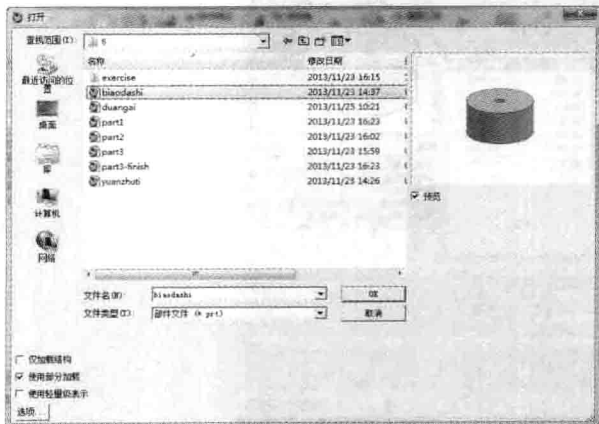 打开
查找范围(I): 6
名称 修改日期
exercise 2013/11/23 16:15
biaodashi 2013/11/23 14:37
duangai 2013/11/25 10:21
part1 2013/11/23 16:23
part2 2013/11/23 16:02
part3 2013/11/23 15:59
part3-finish 2013/11/23 16:23
yuanzhuti 2013/11/23 14:26
最近访问的位置
桌面
库
计算机
网络
预览
文件名(N): biaodashi OK
文件类型(T): 部件文件 (*.prt) 取消
仅加载结构
使用部分加载
使用轻量级表示
选项...